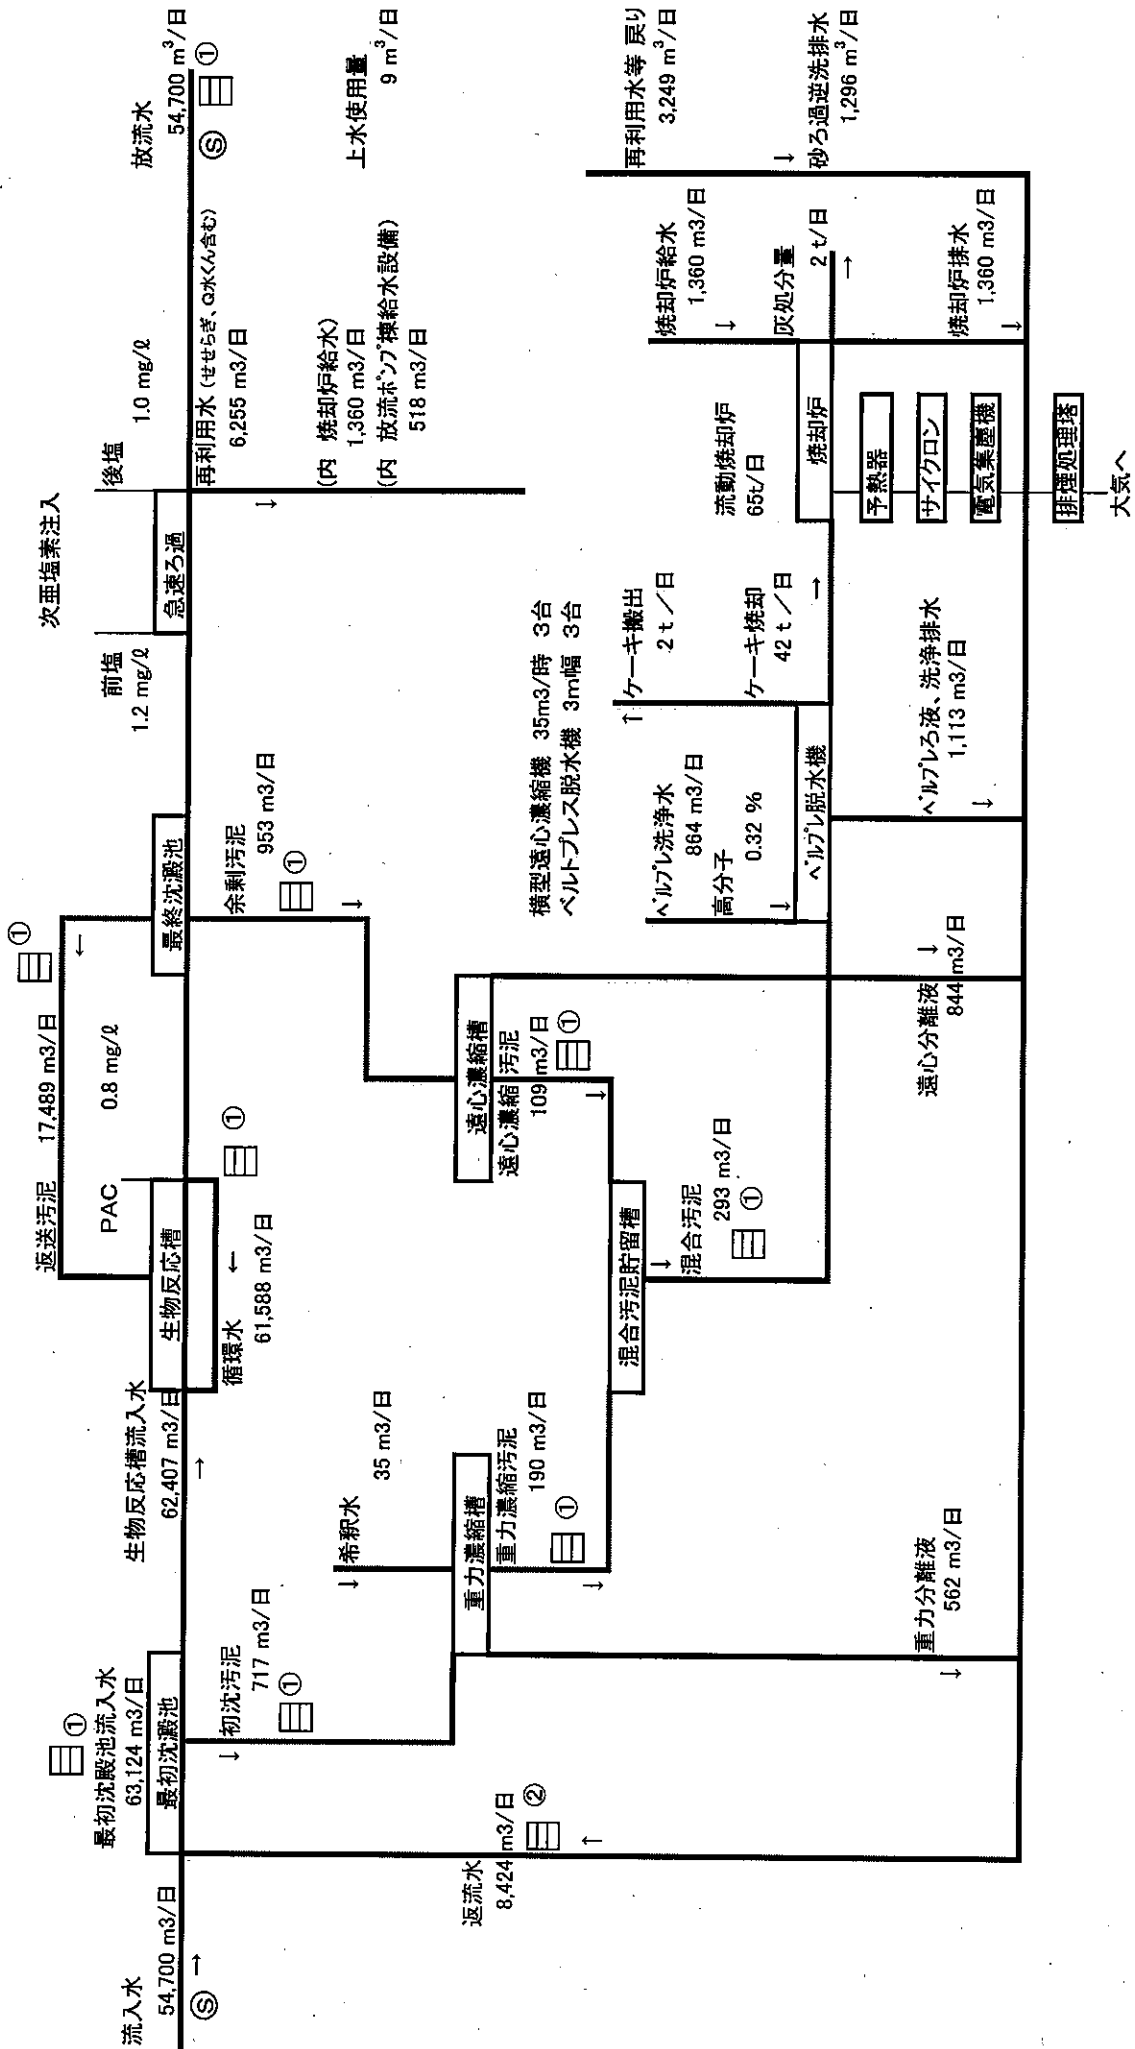 流入水
54,700 m3/日
Ⓢ →
①
最初沈殿池流入水
63,124 m3/日
最初沈澱池
↓
初沈汚泥
717 m3/日
①
返流水
8,424 m3/日
②
↑
生物反応槽流入水
62,407 m3/日
→
希釈水
35 m3/日
↓
重力濃縮槽
重力濃縮汚泥
190 m3/日
①
↓
重力分離液
562 m3/日
↓
返送汚泥 17,489 m3/日
①
←
PAC 0.8 mg/ℓ
生物反応槽
循環水 ←
61,588 m3/日
①
最終沈澱池
余剰汚泥
953 m3/日
①
↓
遠心濃縮槽
遠心濃縮汚泥
109 m3/日
①
↓
混合汚泥貯留槽
↓
混合汚泥
293 m3/日
①
遠心分離液 ↓
844 m3/日
次亜塩素注入
前塩
1.2 mg/ℓ
急速ろ過
後塩 1.0 mg/ℓ
放流水
54,700 m³/日
Ⓢ ①
再利用水 (せせらぎ、Q水くん含む)
6,255 m3/日
↓
(内 焼却炉給水)
1,360 m3/日
(内 放流ポンプ棟給水設備)
518 m3/日
上水使用量
9 m³/日
横型遠心濃縮機 35m3/時 3台
ベルトプレス脱水機 3m幅 3台
ベルプレ洗浄水
864 m3/日
高分子
0.32 %
↓
ベルプレ脱水機
↑
ケーキ搬出
2 t /日
ケーキ焼却
42 t /日
→
ベルプレろ液、洗浄排水
1,113 m3/日
↓
流動焼却炉
65t/日
焼却炉
焼却炉給水
1,360 m3/日
↓
灰処分量
2 t/日
→
予熱器
サイクロン
電気集塵機
排煙処理塔
大気へ
焼却炉排水
1,360 m3/日
↓
再利用水等 戻り
3,249 m³/日
↓
砂ろ過逆洗排水
1,296 m³/日